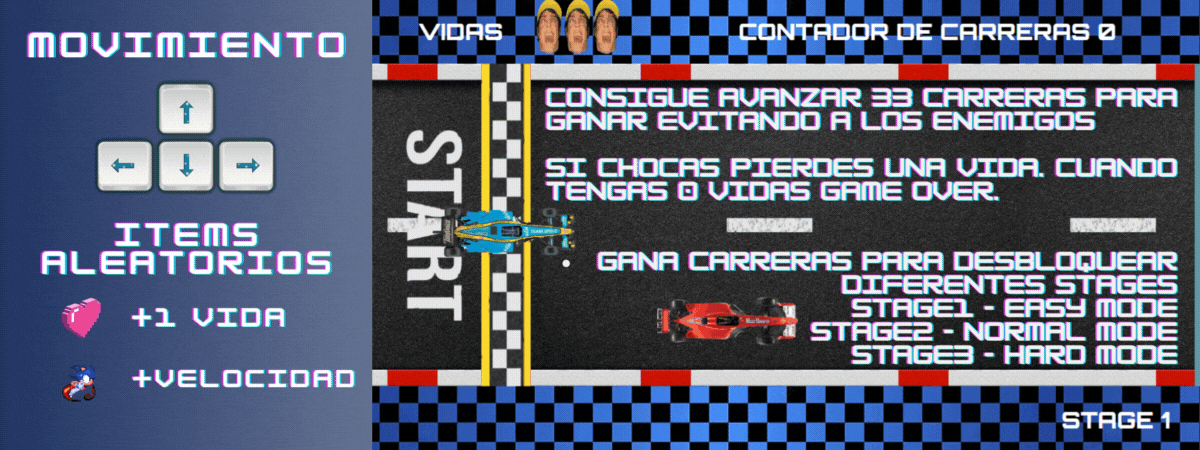 MOVIMIENTO
ITEMS
ALEATORIOS
+1 VIDA
+VELOCIDAD
VIDAS
CONTADOR DE CARRERAS 0
START
CONSIGUE AVANZAR 33 CARRERAS PARA
GANAR EVITANDO A LOS ENEMIGOS
SI CHOCAS PIERDES UNA VIDA. CUANDO
TENGAS 0 VIDAS GAME OVER.
GANA CARRERAS PARA DESBLOQUEAR
DIFERENTES STAGES
STAGE1 - EASY MODE
STAGE2 - NORMAL MODE
STAGE3 - HARD MODE
Marlboro
STAGE 1